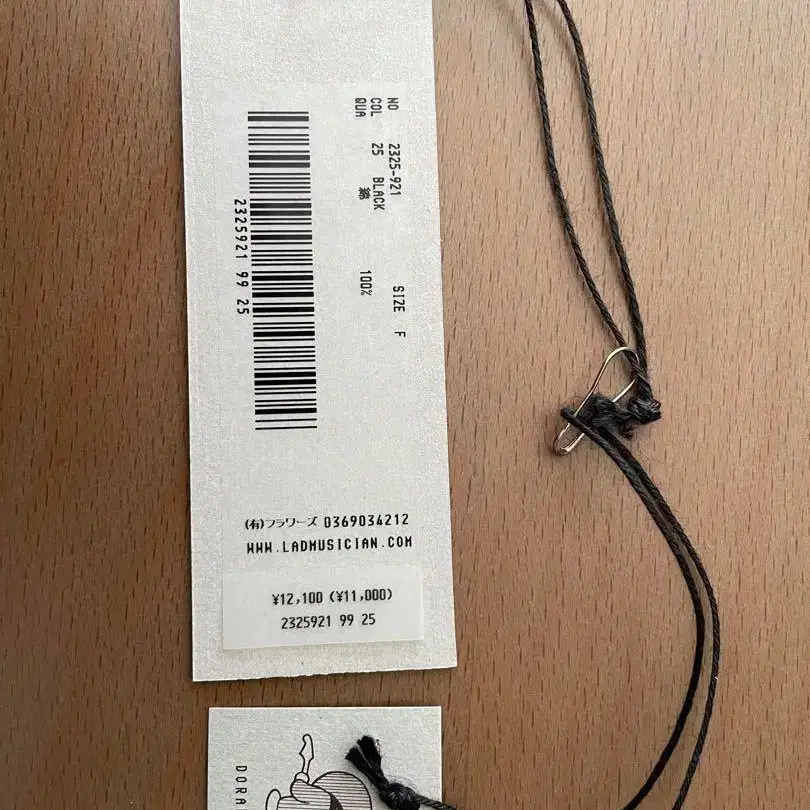 NO 2325-921 SIZE F
COL 25 BLACK
QUA 綿 100%
2325921 99 25
(有)フラワーズ 0369034212
WWW.LADMUSICIAN.COM
¥12,100 (¥11,000)
2325921 99 25
DORA